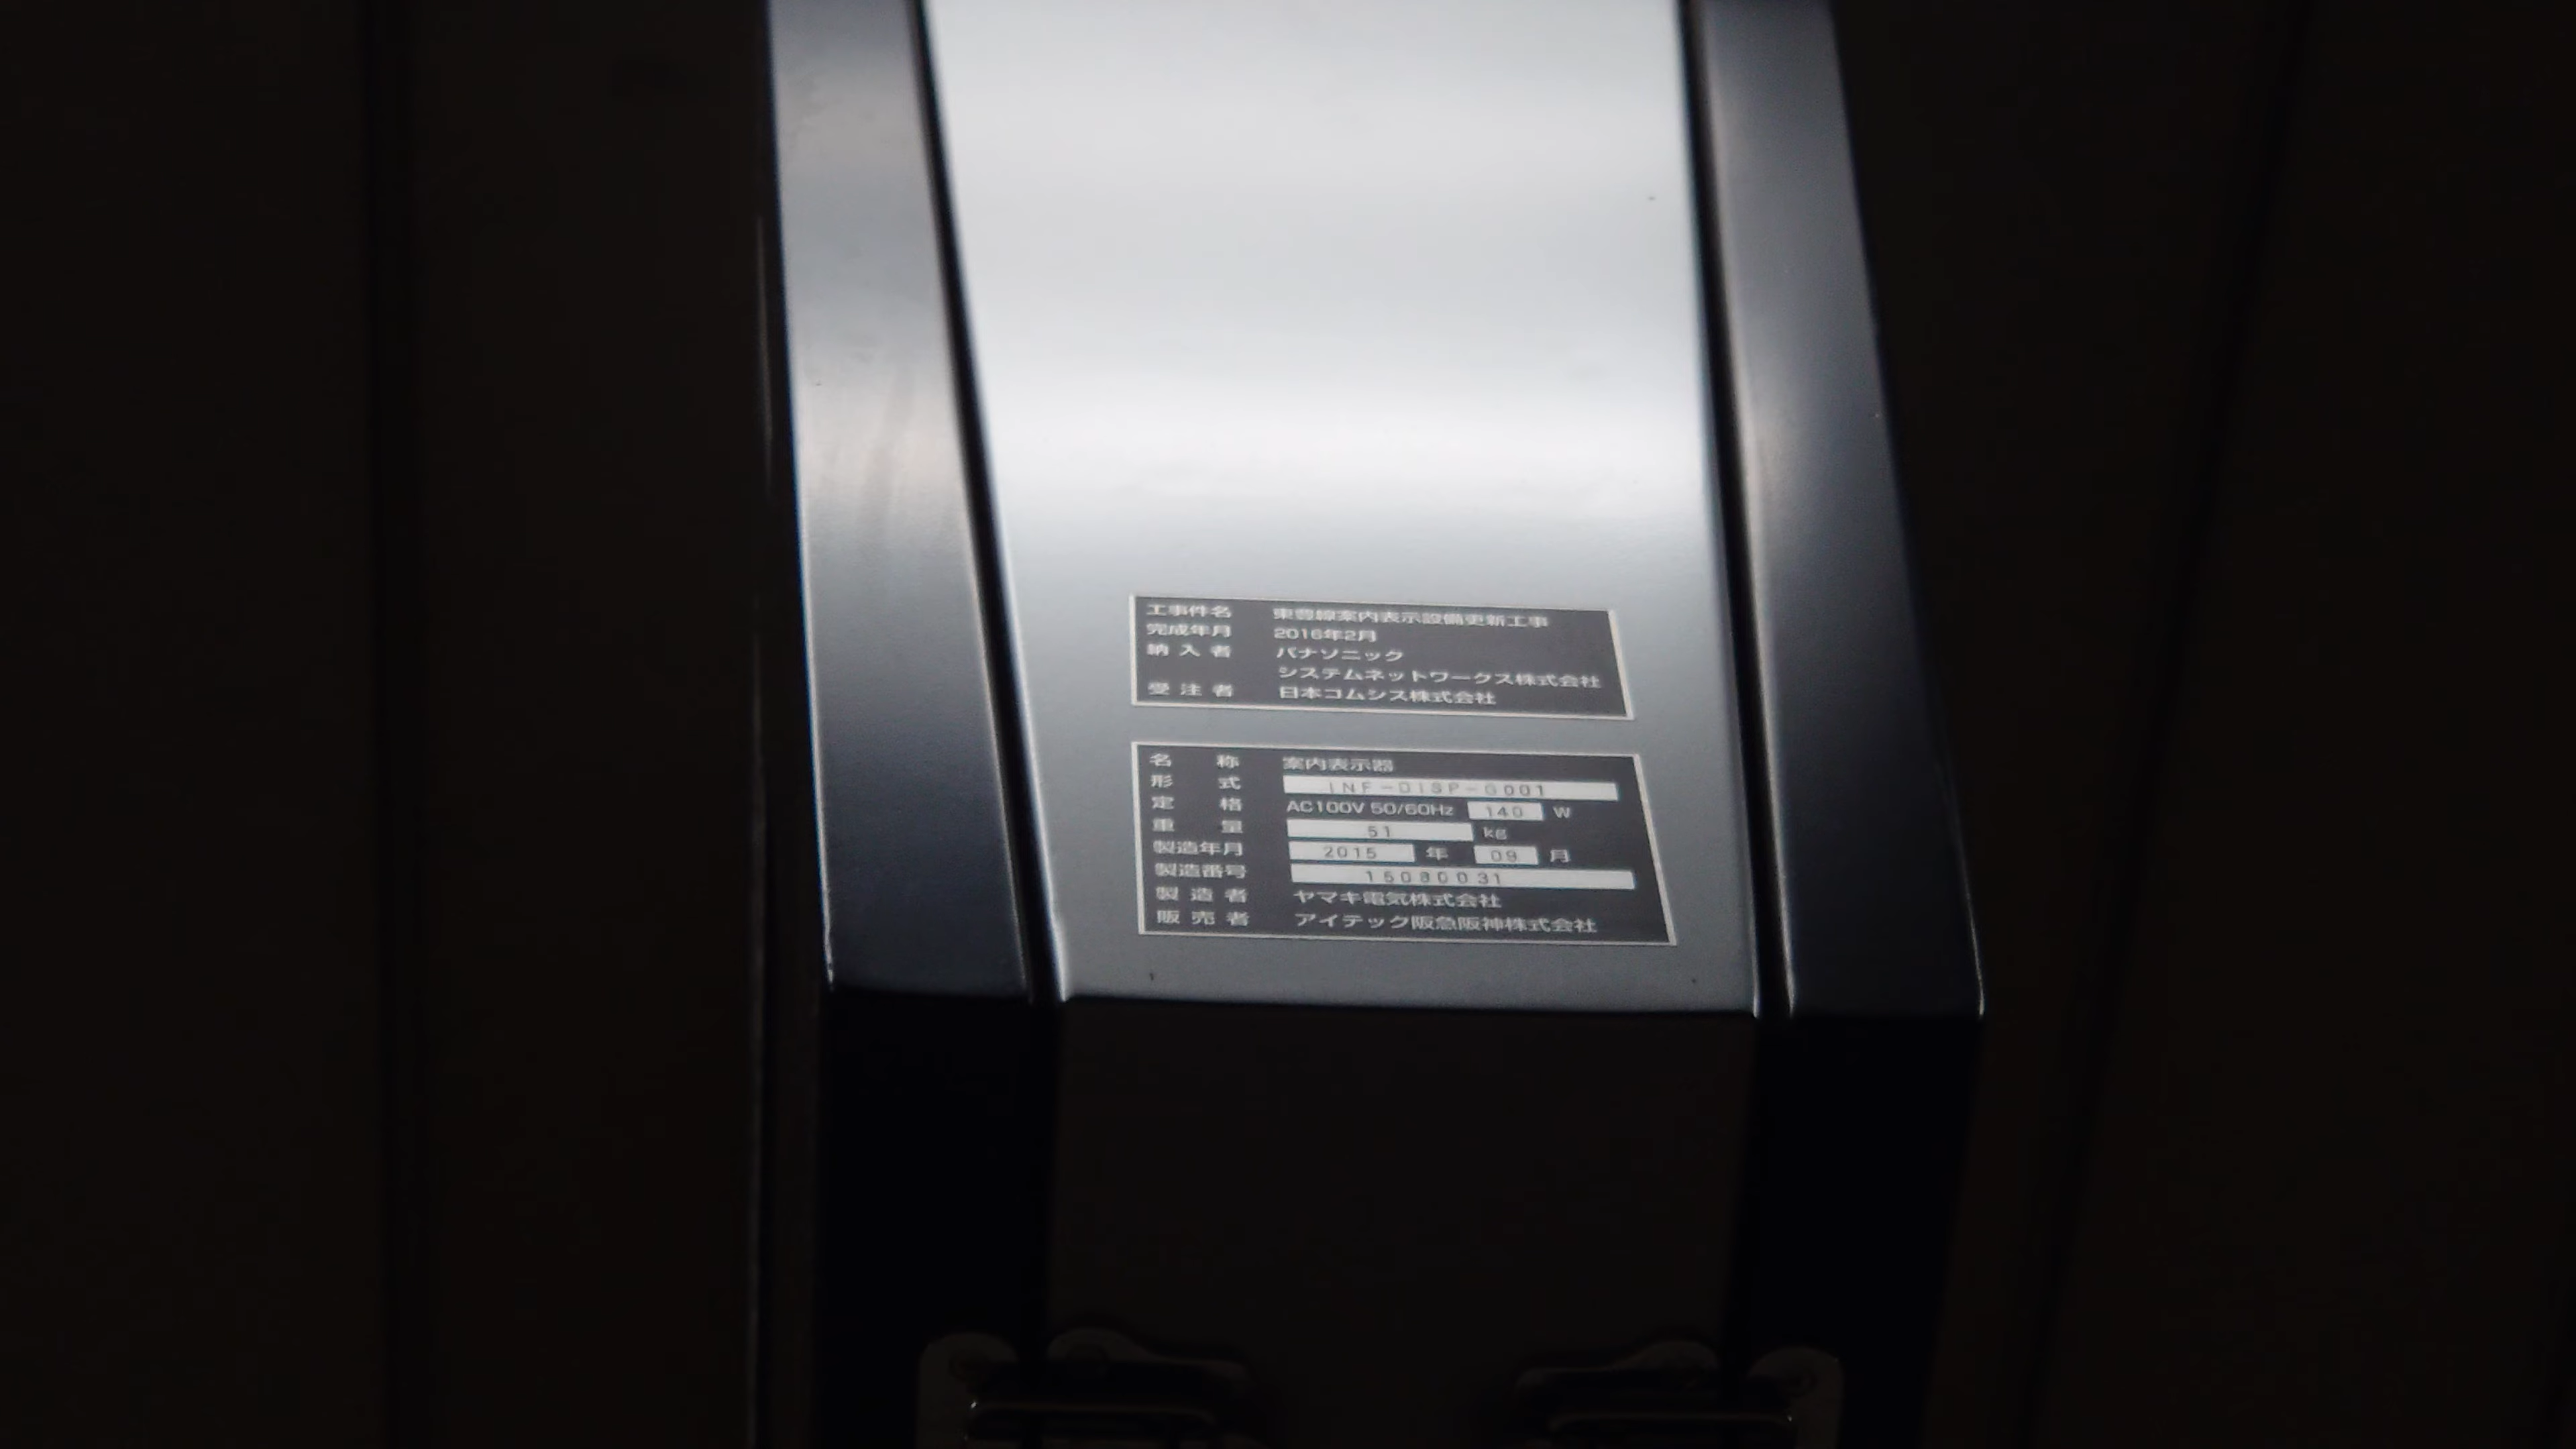 工事件名 東豊線案内表示設備更新工事
完成年月 2016年2月
納入者 パナソニック
システムネットワークス株式会社
受注者 日本コムシス株式会社
名称 案内表示器
形式 INF-DISP-G001
定格 AC100V 50/60Hz 140 W
重量 51 kg
製造年月 2015 年 09 月
製造番号 15080031
製造者 ヤマキ電気株式会社
販売者 アイテック阪急阪神株式会社